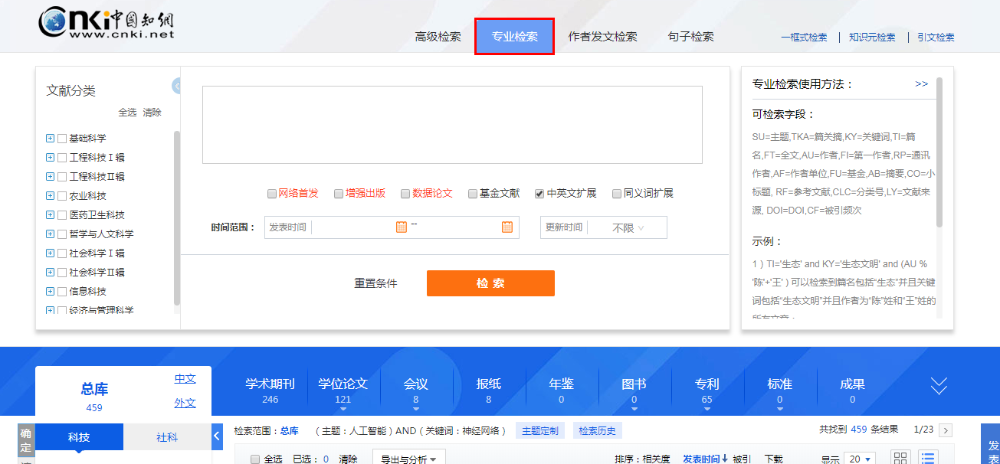 Cnki中国知網
www.cnki.net
高级检索 专业检索 作者发文检索 句子检索 一框式检索 知识元检索 引文检索
文献分类
全选 清除
基础科学
工程科技Ⅰ辑
工程科技Ⅱ辑
农业科技
医药卫生科技
哲学与人文科学
社会科学Ⅰ辑
社会科学Ⅱ辑
信息科技
经济与管理科学
网络首发 增强出版 数据论文 基金文献 中英文扩展 同义词扩展
时间范围： 发表时间 -- 更新时间 不限
重置条件 检 索
专业检索使用方法： >>
可检索字段：
SU=主题,TKA=篇关摘,KY=关键词,TI=篇
名,FT=全文,AU=作者,FI=第一作者,RP=通讯
作者,AF=作者单位,FU=基金,AB=摘要,CO=小
标题, RF=参考文献,CLC=分类号,LY=文献来
源, DOI=DOI,CF=被引频次
示例：
1）TI='生态' and KY='生态文明' and (AU %
'陈'+'王' ) 可以检索到篇名包括“生态”并且关键
词包括“生态文明”并且作者为“陈”姓和“王”姓的
所有文章；
总库 459 中文 外文
学术期刊 学位论文 会议 报纸 年鉴 图书 专利 标准 成果
246 121 8 8 0 0 65 0 0
确定
科技 社科
检索范围：总库 （ 主题：人工智能）AND（ 关键词：神经网络 ） 主题定制 检索历史 共找到 459 条结果 1/23 >
全选 已选： 0 清除 导出与分析 排序：相关度 发表时间↓ 被引 下载 显示 20
发表